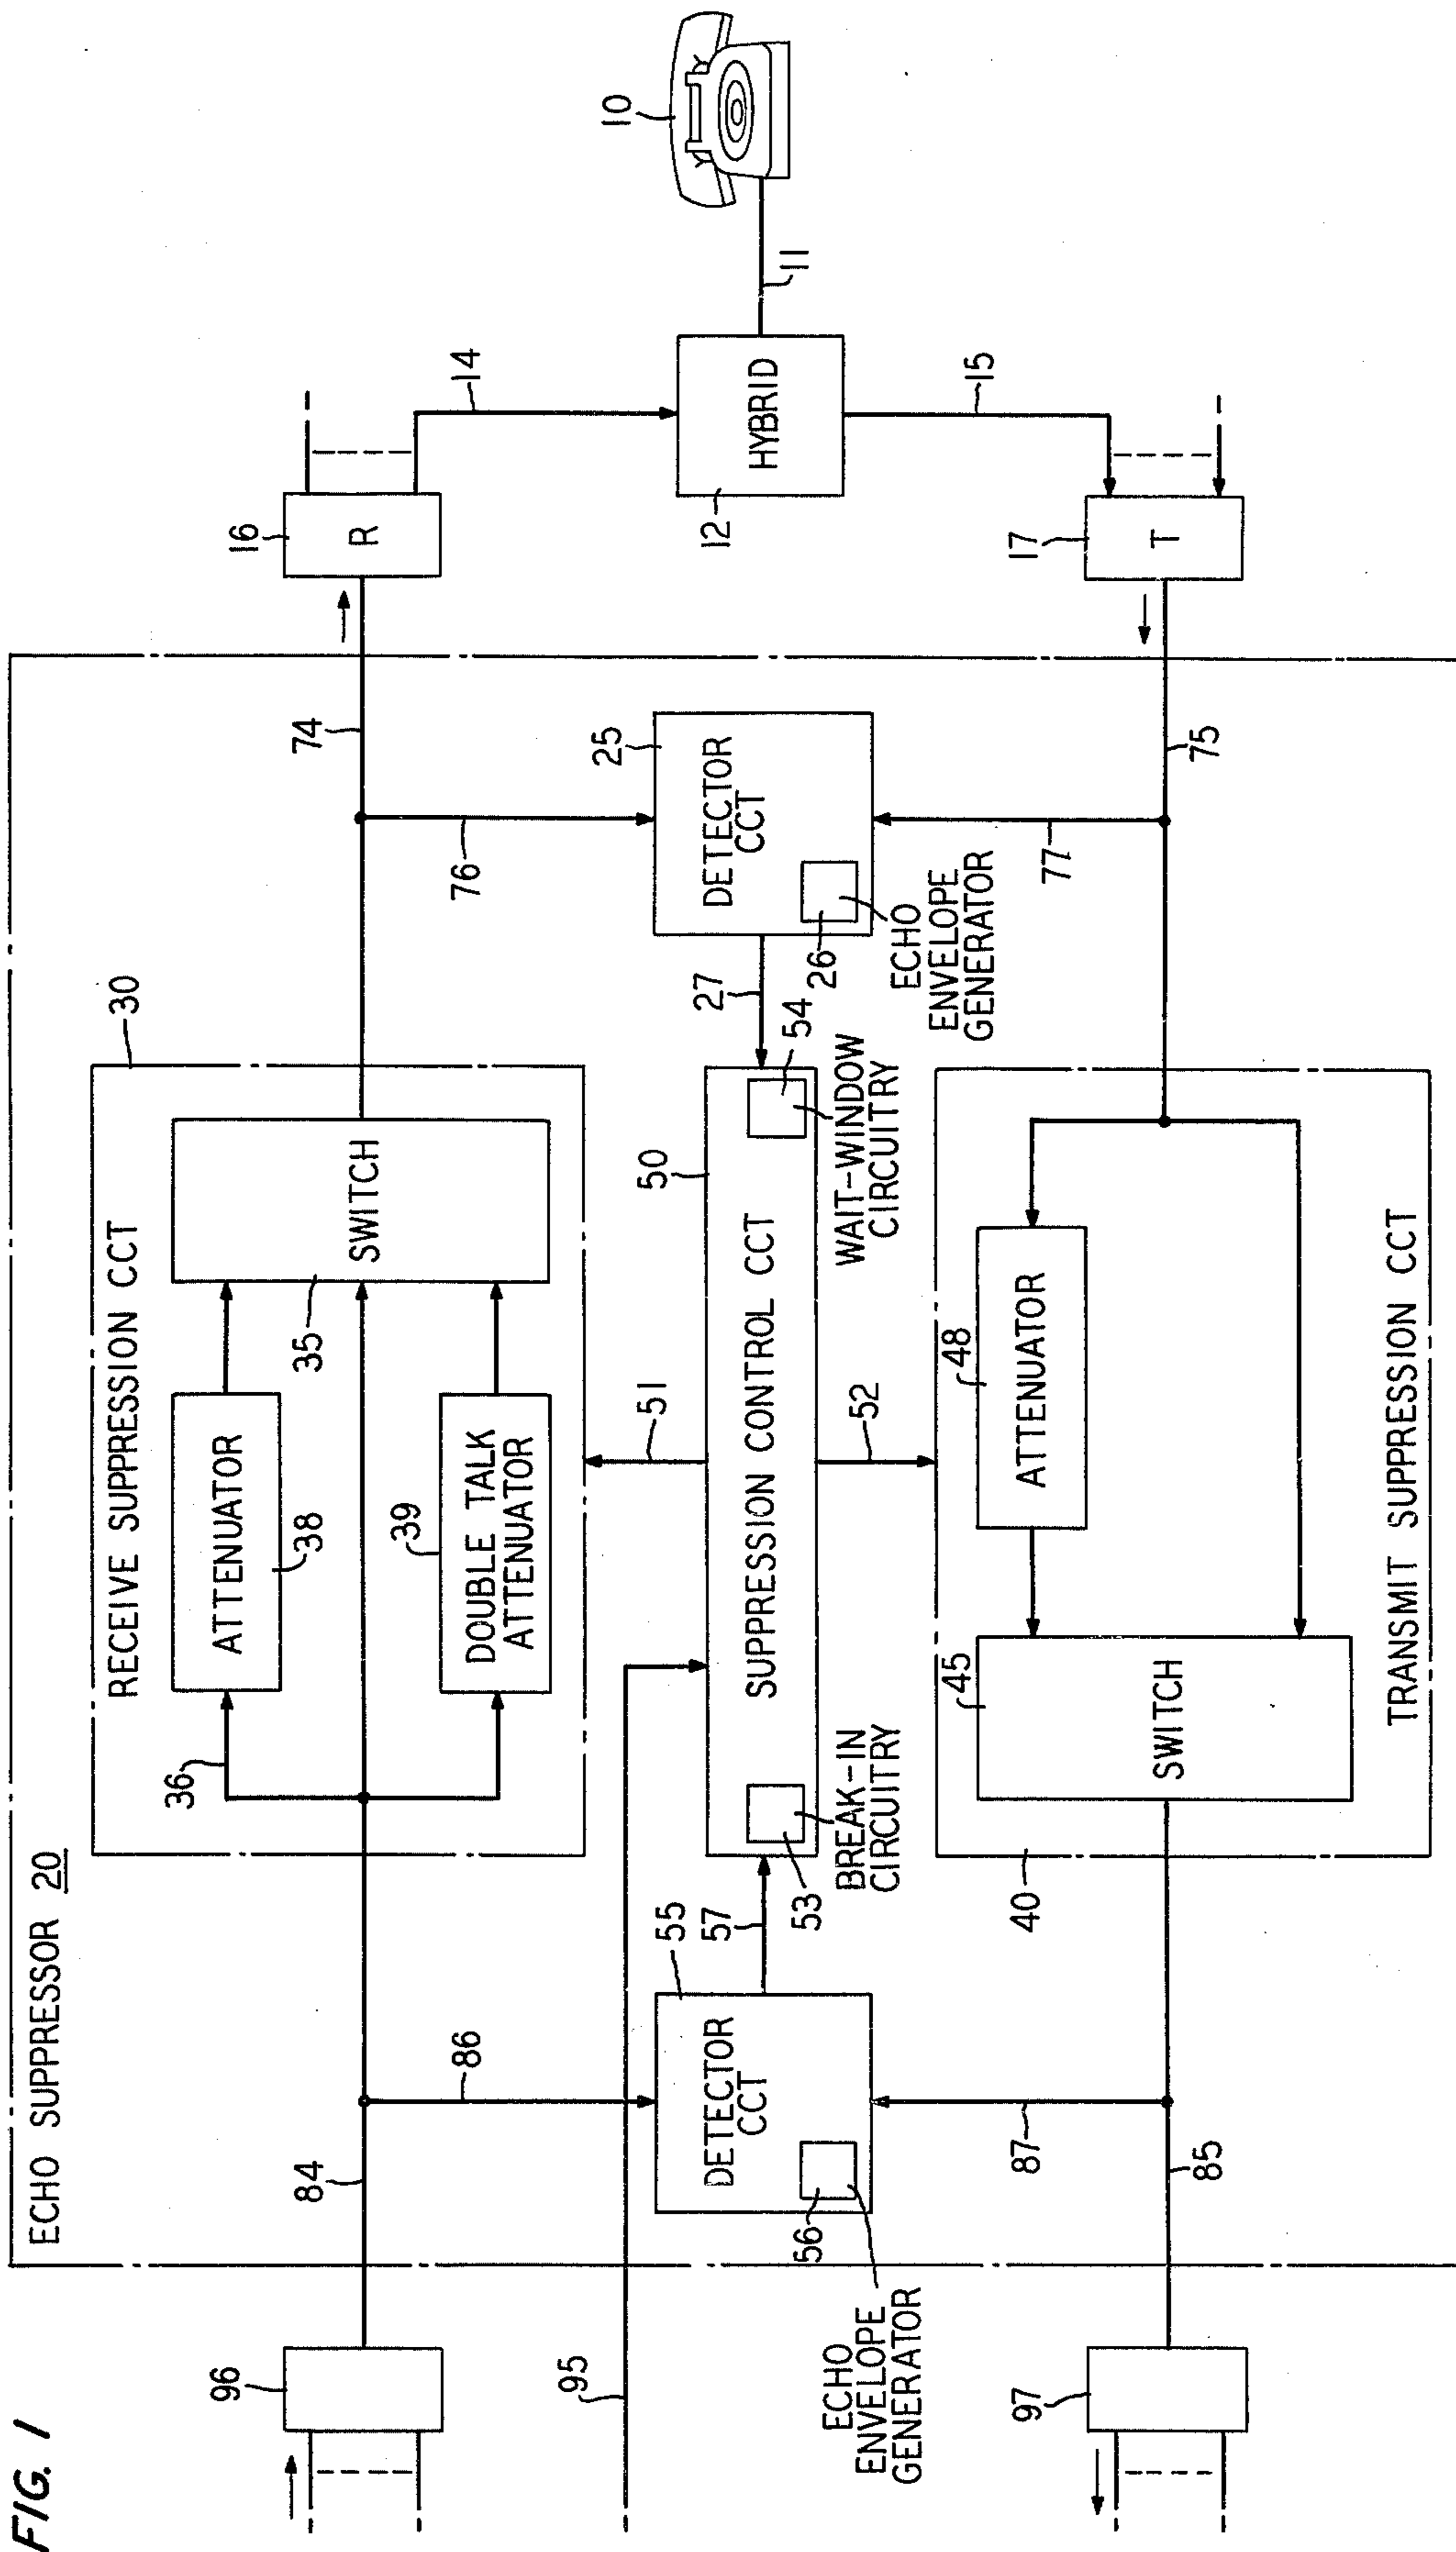 FIG. 1
ECHO SUPPRESSOR 20
RECEIVE SUPPRESSION CCT
30
36
ATTENUATOR
38
39
DOUBLE TALK
ATTENUATOR
35
SWITCH
96
84
86
74
76
16
R
14
95
55
DETECTOR
CCT
56
ECHO
ENVELOPE
GENERATOR
57
53
BREAK-IN
CIRCUITRY
50
SUPPRESSION CONTROL CCT
51
52
54
WAIT-WINDOW
CIRCUITRY
27
25
DETECTOR
CCT
26
ECHO
ENVELOPE
GENERATOR
12
HYBRID
11
10
97
85
87
40
45
SWITCH
48
ATTENUATOR
TRANSMIT SUPPRESSION CCT
77
75
17
T
15